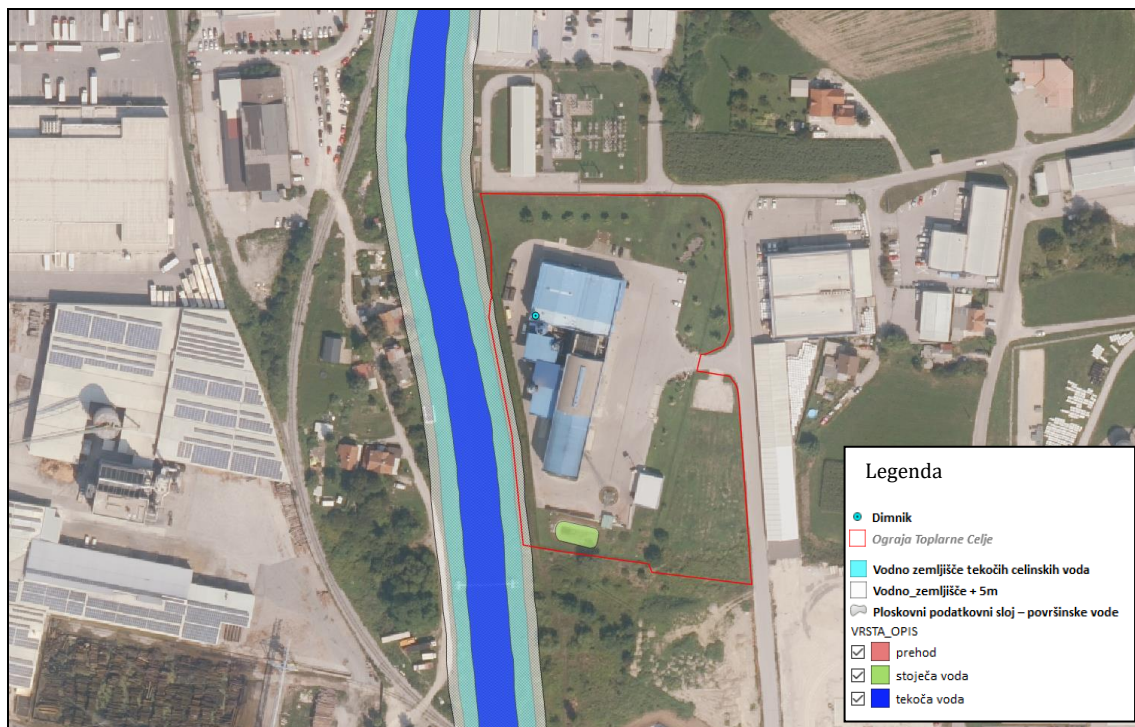 Legenda
Dimnik
Ograja Toplarne Celje
Vodno zemljišče tekočih celinskih voda
Vodno_zemljišče + 5m
Ploskovni podatkovni sloj – površinske vode
VRSTA_OPIS
prehod
stoječa voda
tekoča voda